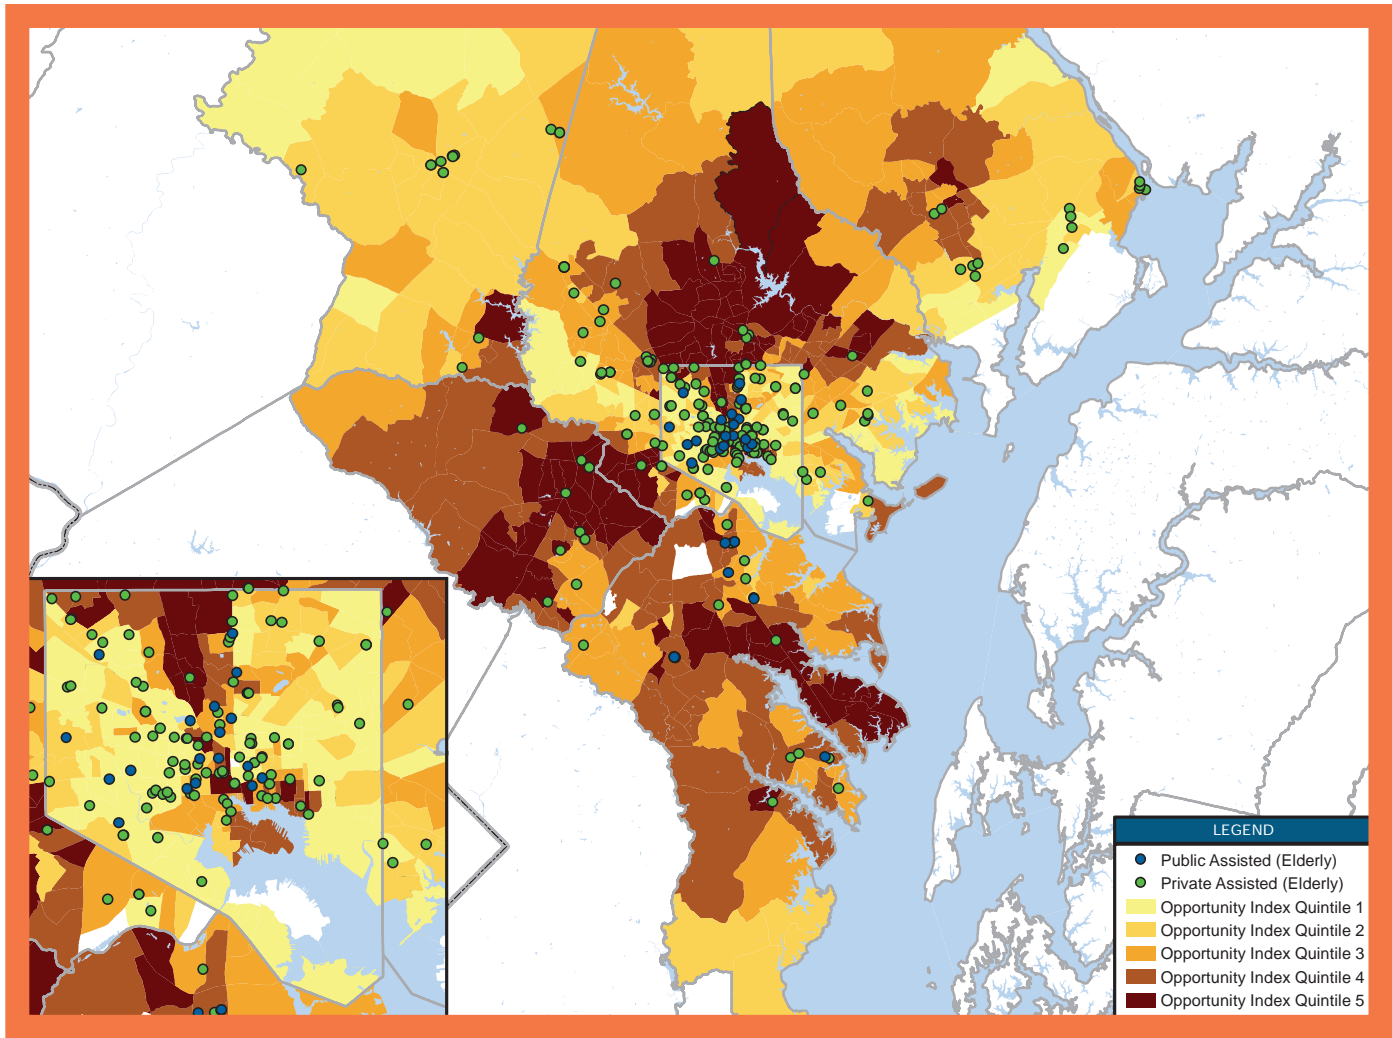 LEGEND
Public Assisted (Elderly)
Private Assisted (Elderly)
Opportunity Index Quintile 1
Opportunity Index Quintile 2
Opportunity Index Quintile 3
Opportunity Index Quintile 4
Opportunity Index Quintile 5